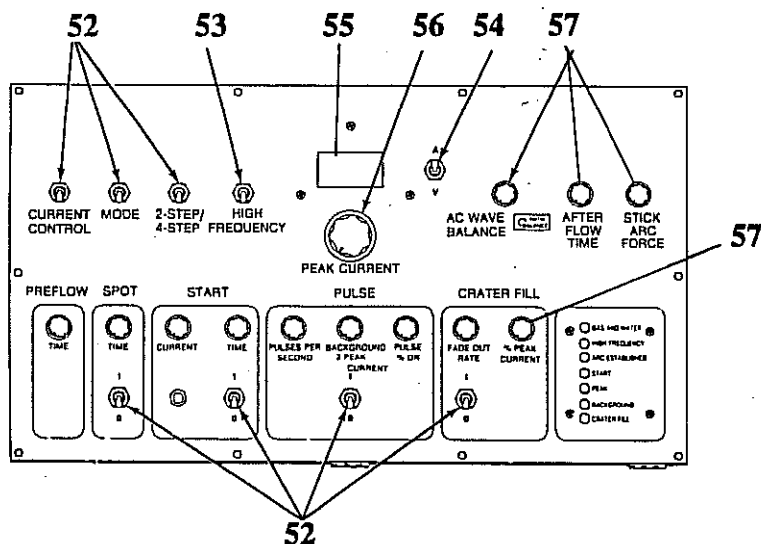 52 53 55 56 54 57
A
V
CURRENT CONTROL
MODE
2-STEP/
4-STEP
HIGH
FREQUENCY
PEAK CURRENT
AC WAVE
BALANCE
AFTER
FLOW
TIME
STICK
ARC
FORCE
57
PREFLOW
TIME
SPOT
TIME
START
CURRENT
TIME
PULSE
PULSES PER
SECOND
BACKGROUND
% PEAK
CURRENT
PULSE
% ON
CRATER FILL
FADE OUT
RATE
% PEAK
CURRENT
GAS AND WATER
HIGH FREQUENCY
ARC ESTABLISHED
START
PEAK
BACKGROUND
CRATER FILL
52